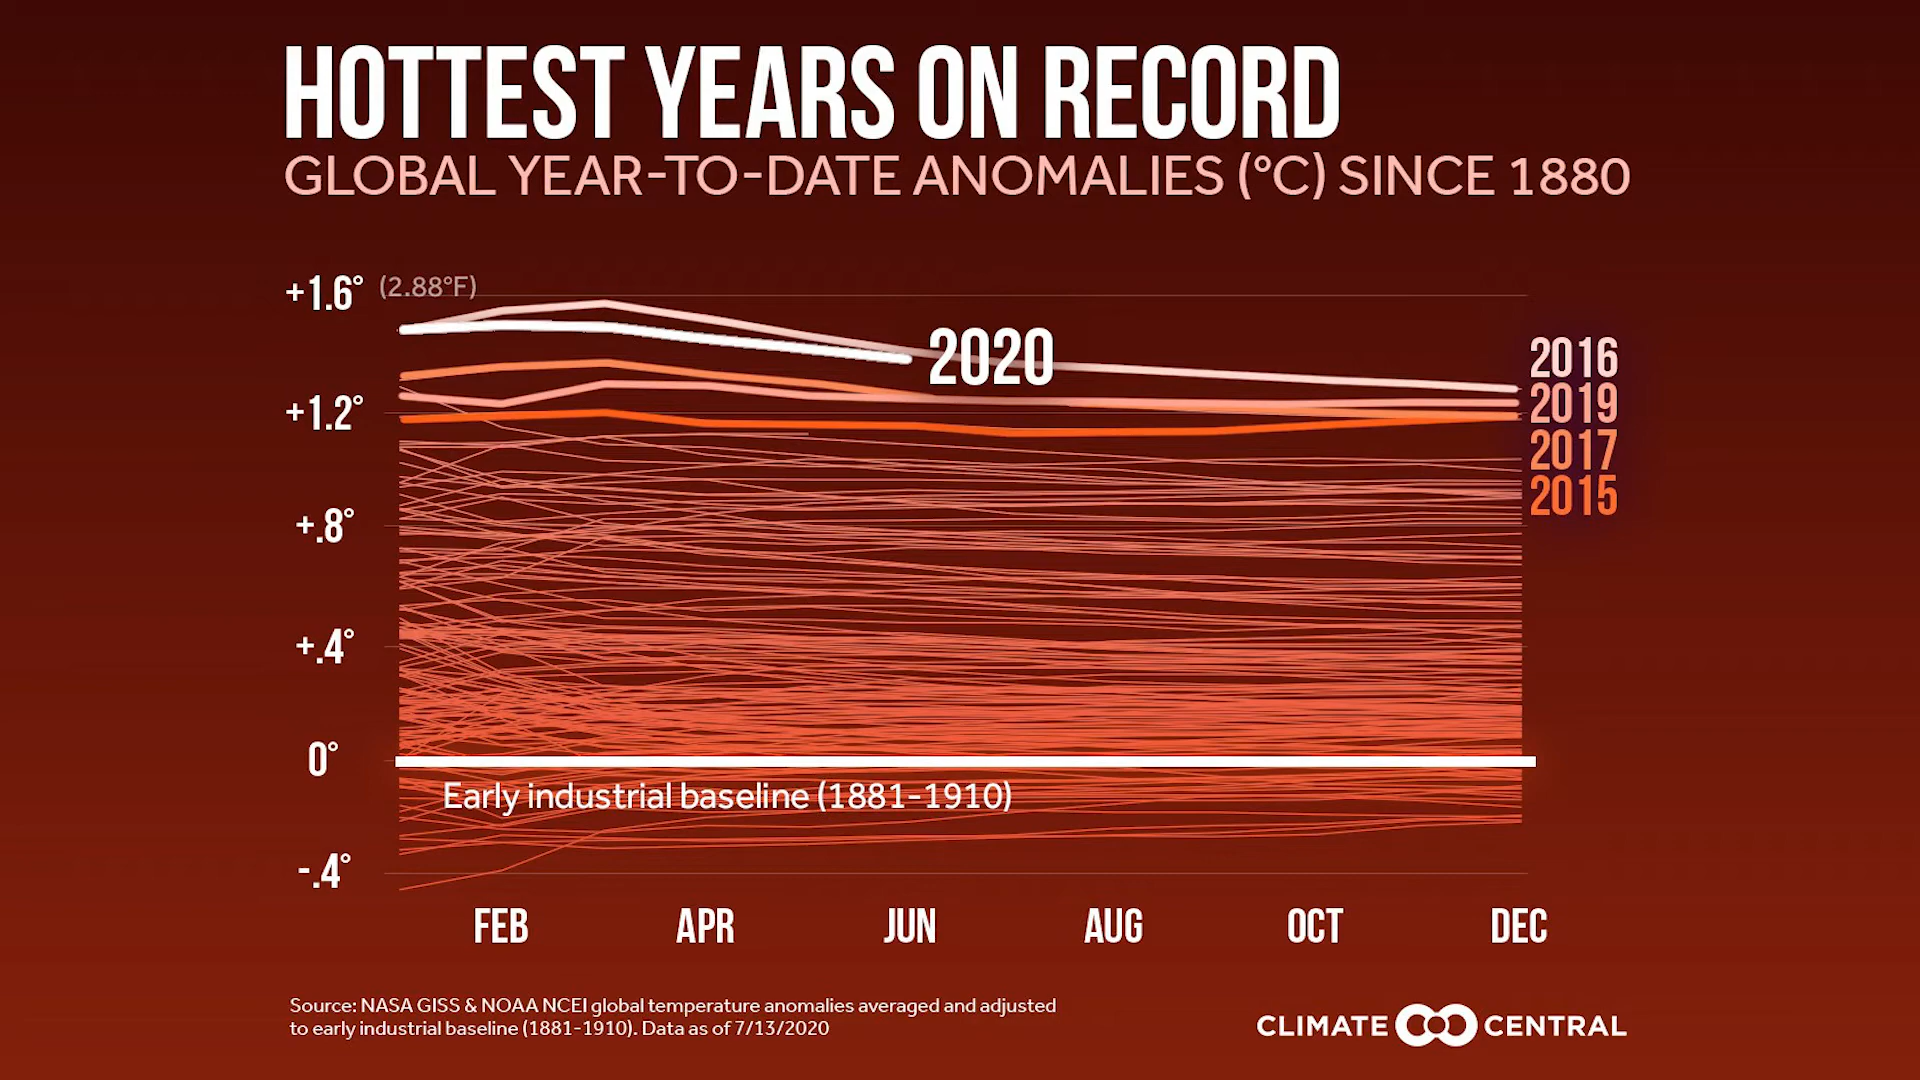 HOTTEST YEARS ON RECORD
GLOBAL YEAR-TO-DATE ANOMALIES (°C) SINCE 1880
+1.6° (2.88°F)
2020
2016
2019
+1.2°
2017
2015
+.8°
+.4°
0°
Early industrial baseline (1881-1910)
-.4°
FEB APR JUN AUG OCT DEC
Source: NASA GISS & NOAA NCEI global temperature anomalies averaged and adjusted
to early industrial baseline (1881-1910). Data as of 7/13/2020
CLIMATE CENTRAL